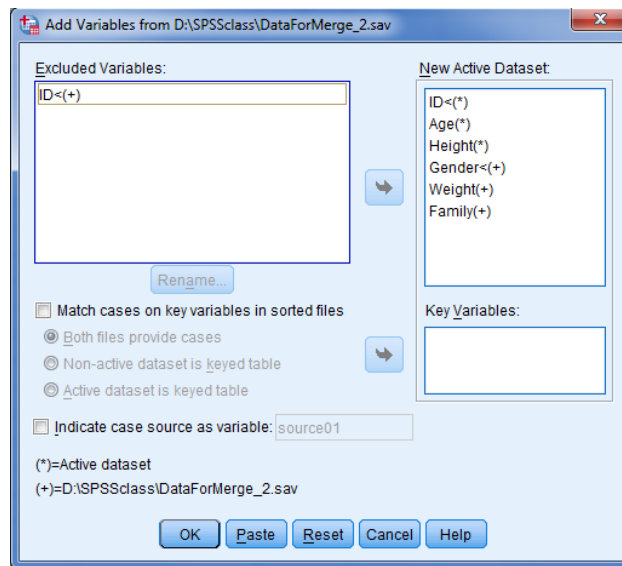 Add Variables from D:\SPSSclass\DataForMerge_2.sav
Excluded Variables:
ID<(+)
Rename...
Match cases on key variables in sorted files
Both files provide cases
Non-active dataset is keyed table
Active dataset is keyed table
Indicate case source as variable: source01
(*)=Active dataset
(+)=D:\SPSSclass\DataForMerge_2.sav
New Active Dataset:
ID<(*)
Age(*)
Height(*)
Gender<(+)
Weight(+)
Family(+)
Key Variables:
OK Paste Reset Cancel Help